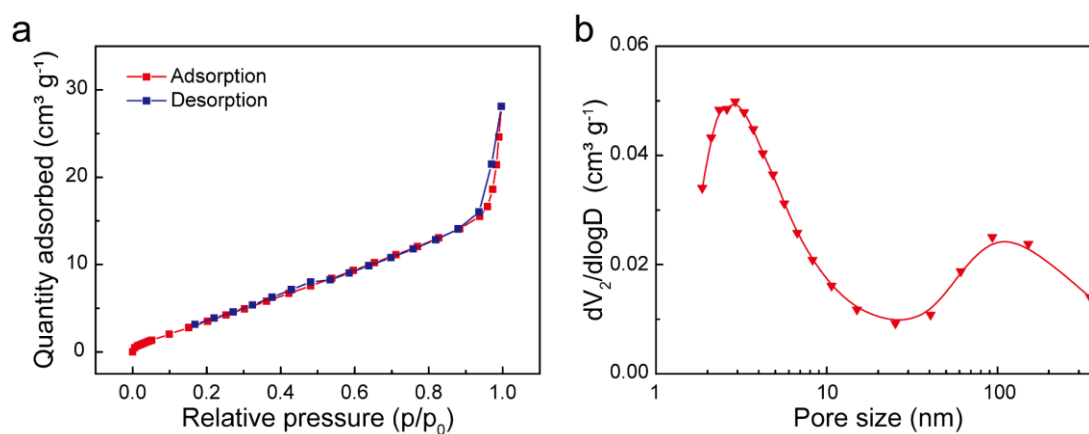 a
Quantity adsorbed (cm³ g⁻¹)
30
20
10
0
Adsorption
Desorption
0.0 0.2 0.4 0.6 0.8 1.0
Relative pressure (p/p₀)
b
dV₂/dlogD (cm³ g⁻¹)
0.06
0.04
0.02
0.00
1 10 100
Pore size (nm)